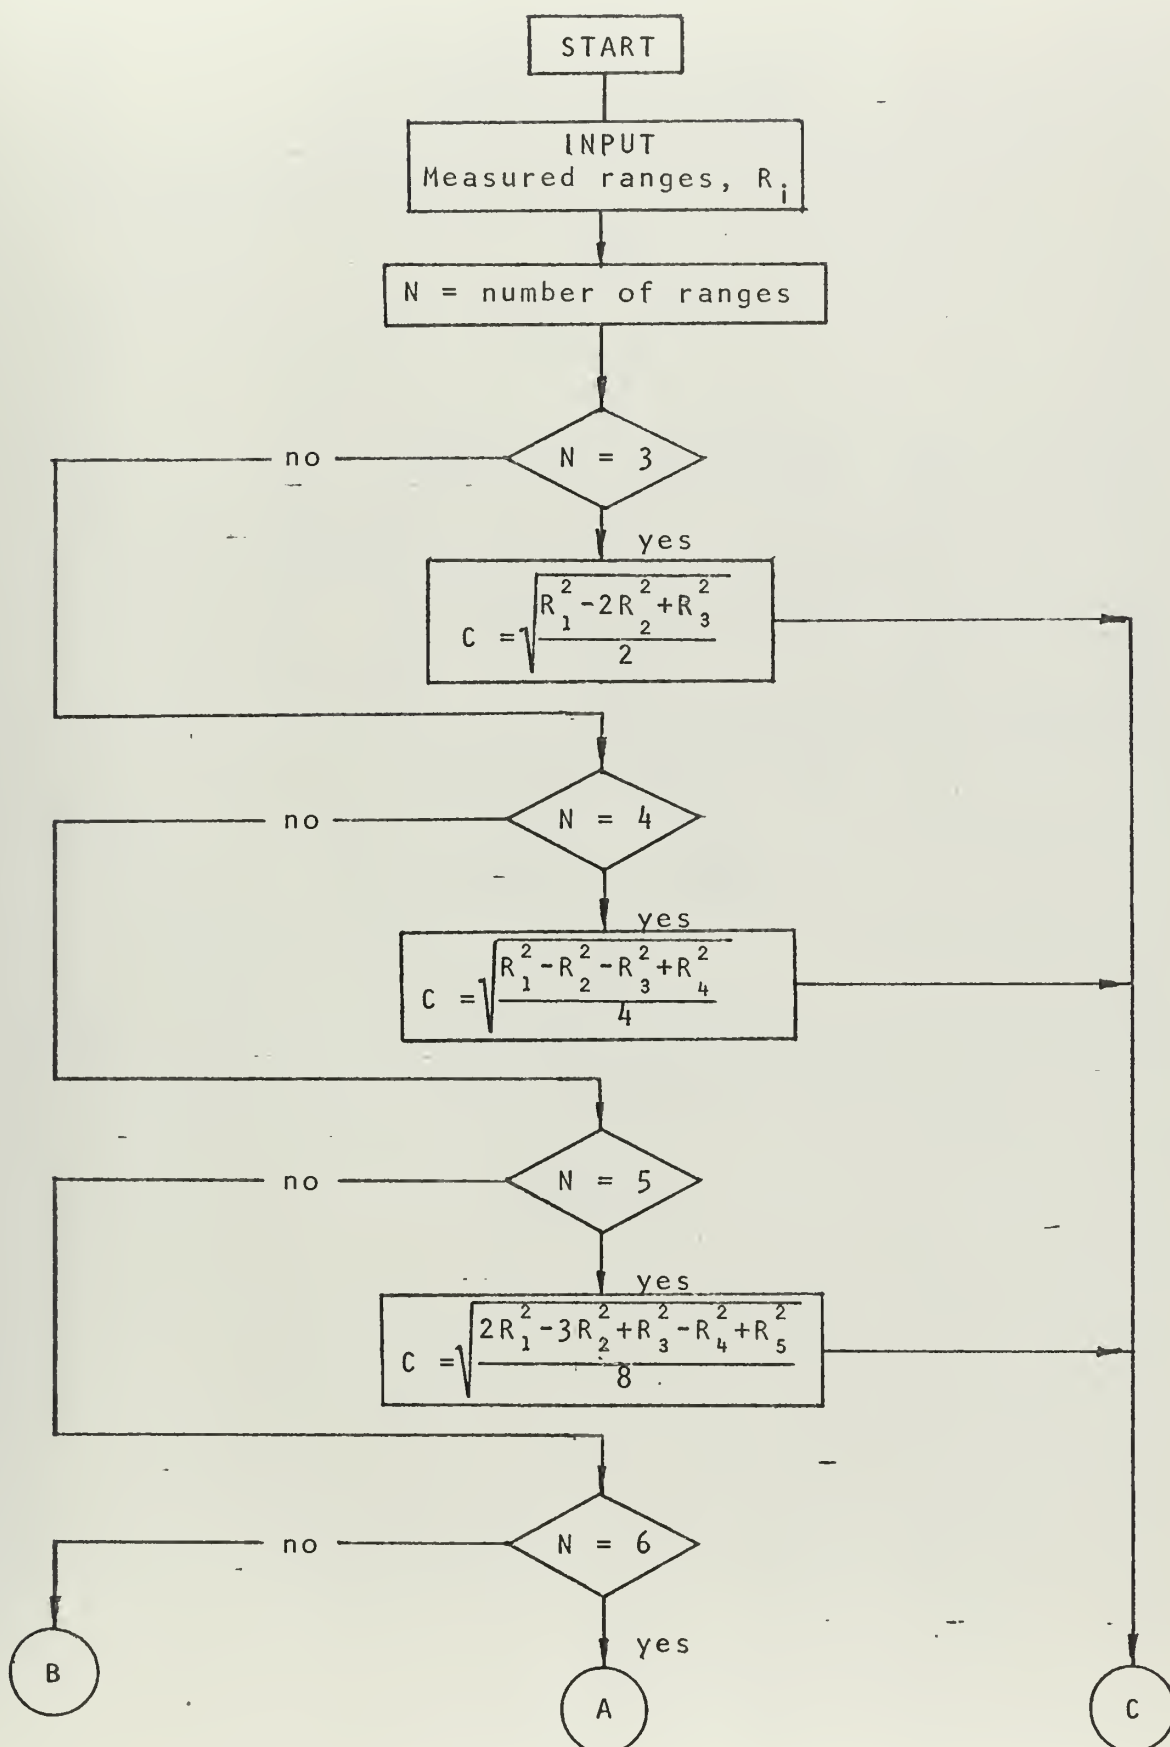 START
INPUT
Measured ranges, R_i
N = number of ranges
N = 3
no
yes
C = √((R_1^2 - 2R_2^2 + R_3^2)/2)
N = 4
no
yes
C = √((R_1^2 - R_2^2 - R_3^2 + R_4^2)/4)
N = 5
no
yes
C = √((2R_1^2 - 3R_2^2 + R_3^2 - R_4^2 + R_5^2)/8)
N = 6
no
yes
B
A
C